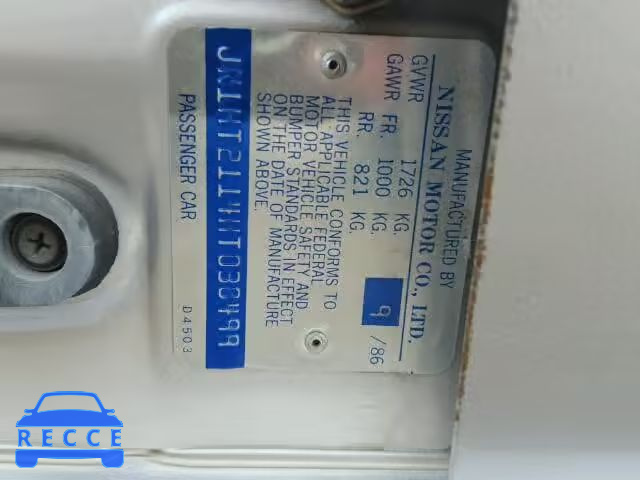 MANUFACTURED BY
NISSAN MOTOR CO., LTD.
GVWR 1726 KG.
GAWR FR. 1000 KG.
RR. 821 KG.
9 /86
THIS VEHICLE CONFORMS TO
ALL APPLICABLE FEDERAL
MOTOR VEHICLE SAFETY AND
BUMPER STANDARDS IN EFFECT
ON THE DATE OF MANUFACTURE
SHOWN ABOVE.
JN1HT2114HT038499
PASSENGER CAR
D4503
RECCE